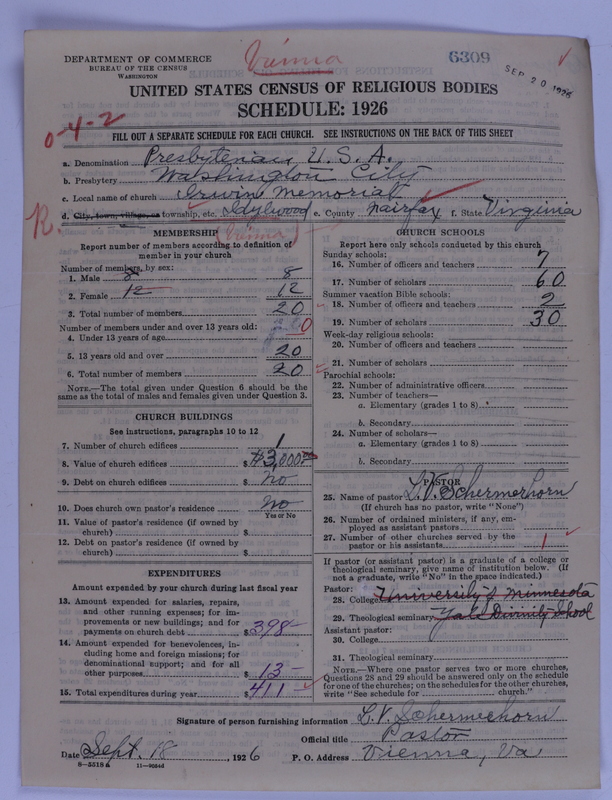 DEPARTMENT OF COMMERCE
BUREAU OF THE CENSUS
WASHINGTON
Vienna
6309
SEP 20 1926
UNITED STATES CENSUS OF RELIGIOUS BODIES
SCHEDULE: 1926
0-4-2
FILL OUT A SEPARATE SCHEDULE FOR EACH CHURCH. SEE INSTRUCTIONS ON THE BACK OF THIS SHEET
a. Denomination Presbyterian, U.S.A.
b. Presbytery Washington City
c. Local name of church Irwin Memorial
R. d. City, town, village, or township, etc. Idylwood e. County Fairfax f. State Virginia
(Vienna)
MEMBERSHIP
Report number of members according to definition of
member in your church
Number of members, by sex:
1. Male 8 8
2. Female 12 12
3. Total number of members 20
Number of members under and over 13 years old:
4. Under 13 years of age 0
5. 13 years old and over 20
6. Total number of members 20
NOTE.—The total given under Question 6 should be the
same as the total of males and females given under Question 3.
CHURCH BUILDINGS
See instructions, paragraphs 10 to 12
7. Number of church edifices 1
8. Value of church edifices $ $3,000.00
9. Debt on church edifices $ no
10. Does church own pastor's residence no
Yes or No
11. Value of pastor's residence (if owned by
church) $
12. Debt on pastor's residence (if owned by
church) $
EXPENDITURES
Amount expended by your church during last fiscal year
13. Amount expended for salaries, repairs,
and other running expenses; for im-
provements or new buildings; and for
payments on church debt $ 398-
14. Amount expended for benevolences, in-
cluding home and foreign missions; for
denominational support; and for all
other purposes $ 13-
15. Total expenditures during year $ 411
CHURCH SCHOOLS
Report here only schools conducted by this church
Sunday schools:
16. Number of officers and teachers 7
17. Number of scholars 60
Summer vacation Bible schools:
18. Number of officers and teachers 2
19. Number of scholars 30
Week-day religious schools:
20. Number of officers and teachers
21. Number of scholars
Parochial schools:
22. Number of administrative officers
23. Number of teachers—
a. Elementary (grades 1 to 8)
b. Secondary
24. Number of scholars—
a. Elementary (grades 1 to 8)
b. Secondary
PASTOR
25. Name of pastor L. V. Schermerhorn
(If church has no pastor, write "None")
26. Number of ordained ministers, if any, em-
ployed as assistant pastors
27. Number of other churches served by the
pastor or his assistants 1
If pastor (or assistant pastor) is a graduate of a college or
theological seminary, give name of institution below. (If
not a graduate, write "No" in the space indicated.)
Pastor:
28. College University of Minnesota
29. Theological seminary Yale Divinity School
Assistant pastor:
30. College
31. Theological seminary
NOTE.—Where one pastor serves two or more churches,
Questions 28 and 29 should be answered only on the schedule
for one of the churches; on the schedules for the other churches,
write "See schedule for church."
Signature of person furnishing information L. V. Schermerhorn
Official title Pastor
Date Sept. 18, 1926 P. O. Address Vienna, Va
8-5518a 11-9054d